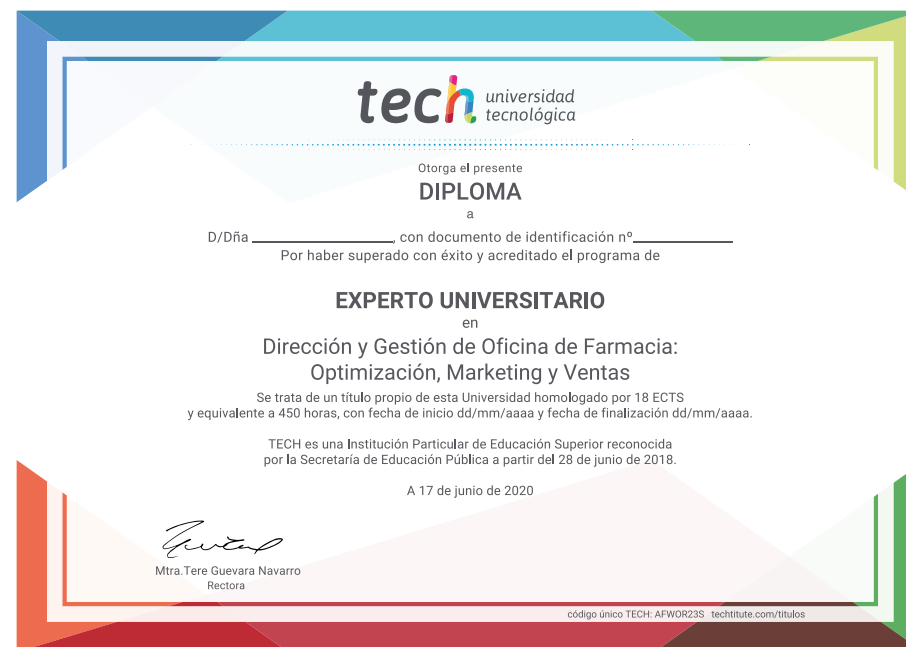 tech universidad
tecnológica
Otorga el presente
DIPLOMA
a
D/Dña ____________________, con documento de identificación nº______________
Por haber superado con éxito y acreditado el programa de
EXPERTO UNIVERSITARIO
en
Dirección y Gestión de Oficina de Farmacia:
Optimización, Marketing y Ventas
Se trata de un título propio de esta Universidad homologado por 18 ECTS
y equivalente a 450 horas, con fecha de inicio dd/mm/aaaa y fecha de finalización dd/mm/aaaa.
TECH es una Institución Particular de Educación Superior reconocida
por la Secretaría de Educación Pública a partir del 28 de junio de 2018.
A 17 de junio de 2020
Mtra.Tere Guevara Navarro
Rectora
código único TECH: AFWOR23S techtitute.com/titulos